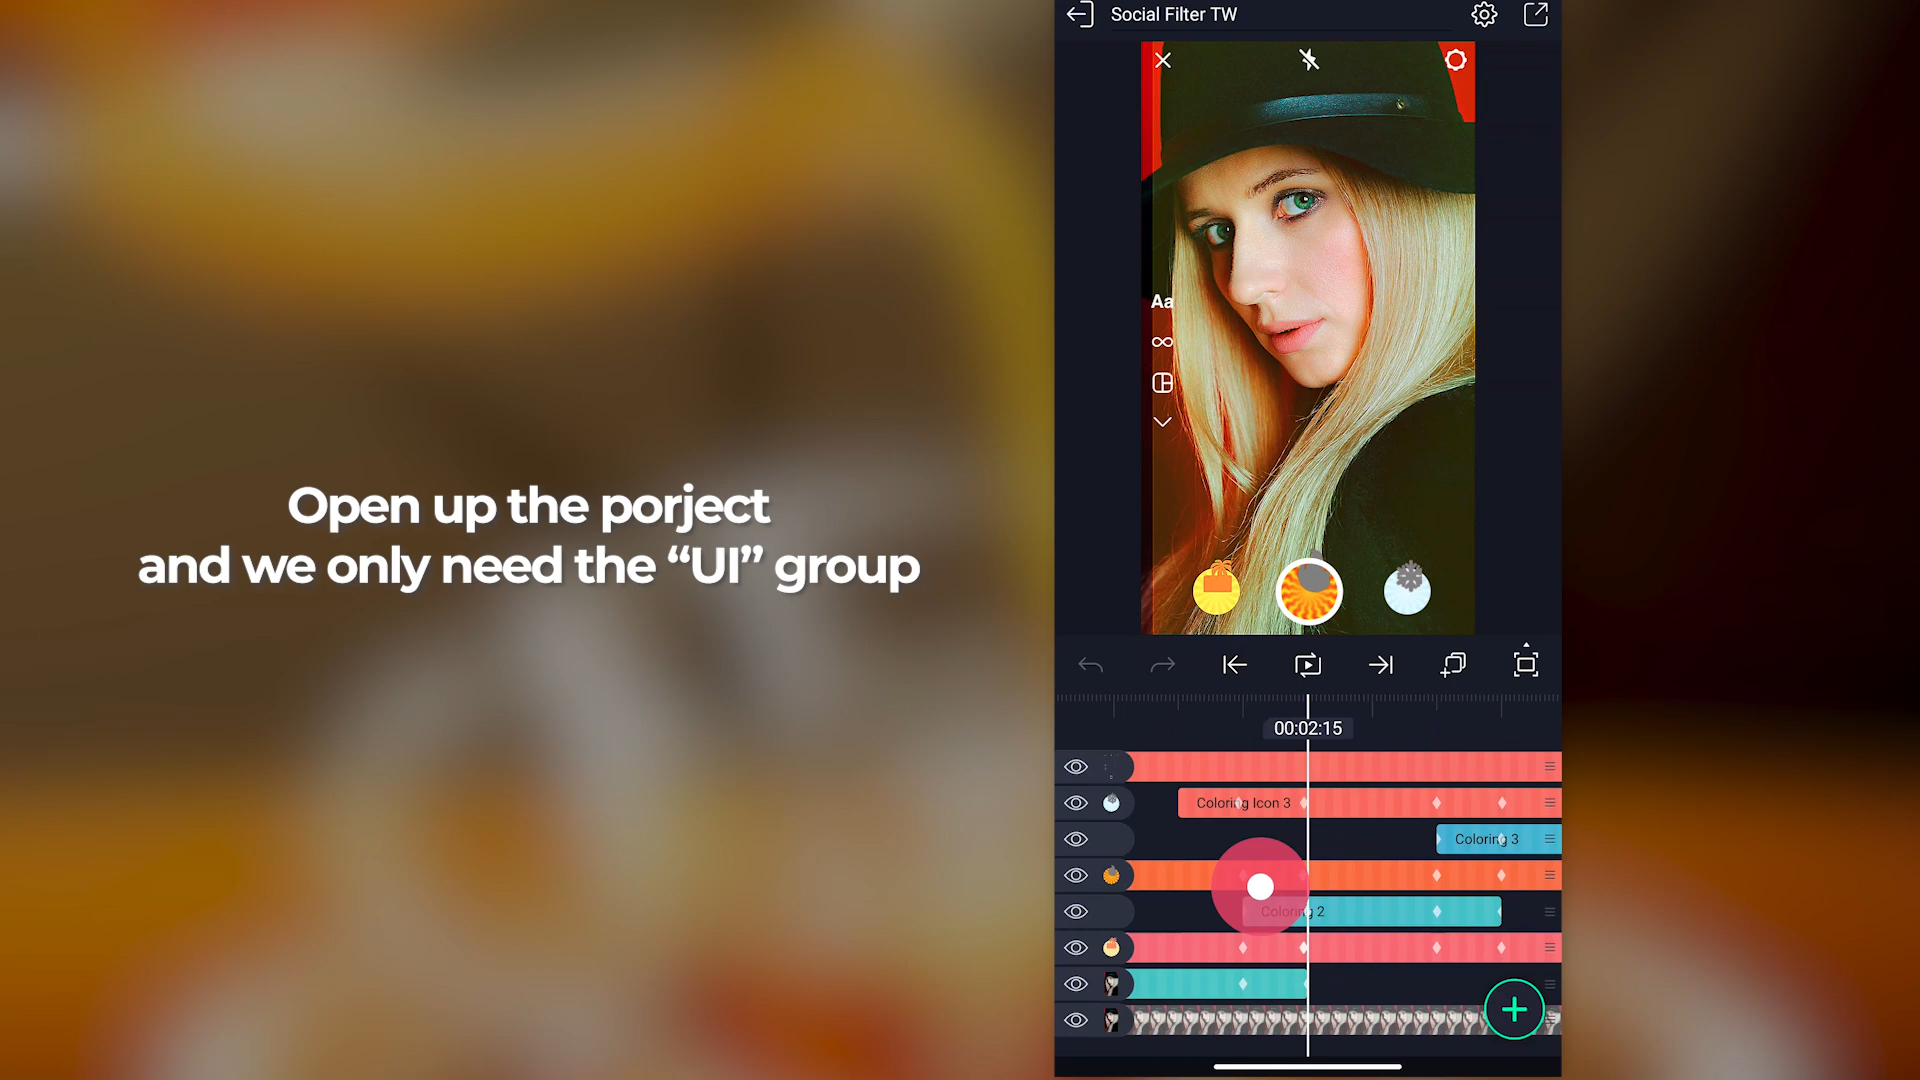 Social Filter TW
Aa
Open up the porject
and we only need the “UI” group
00:02:15
Coloring Icon 3
Coloring 3
Coloring 2